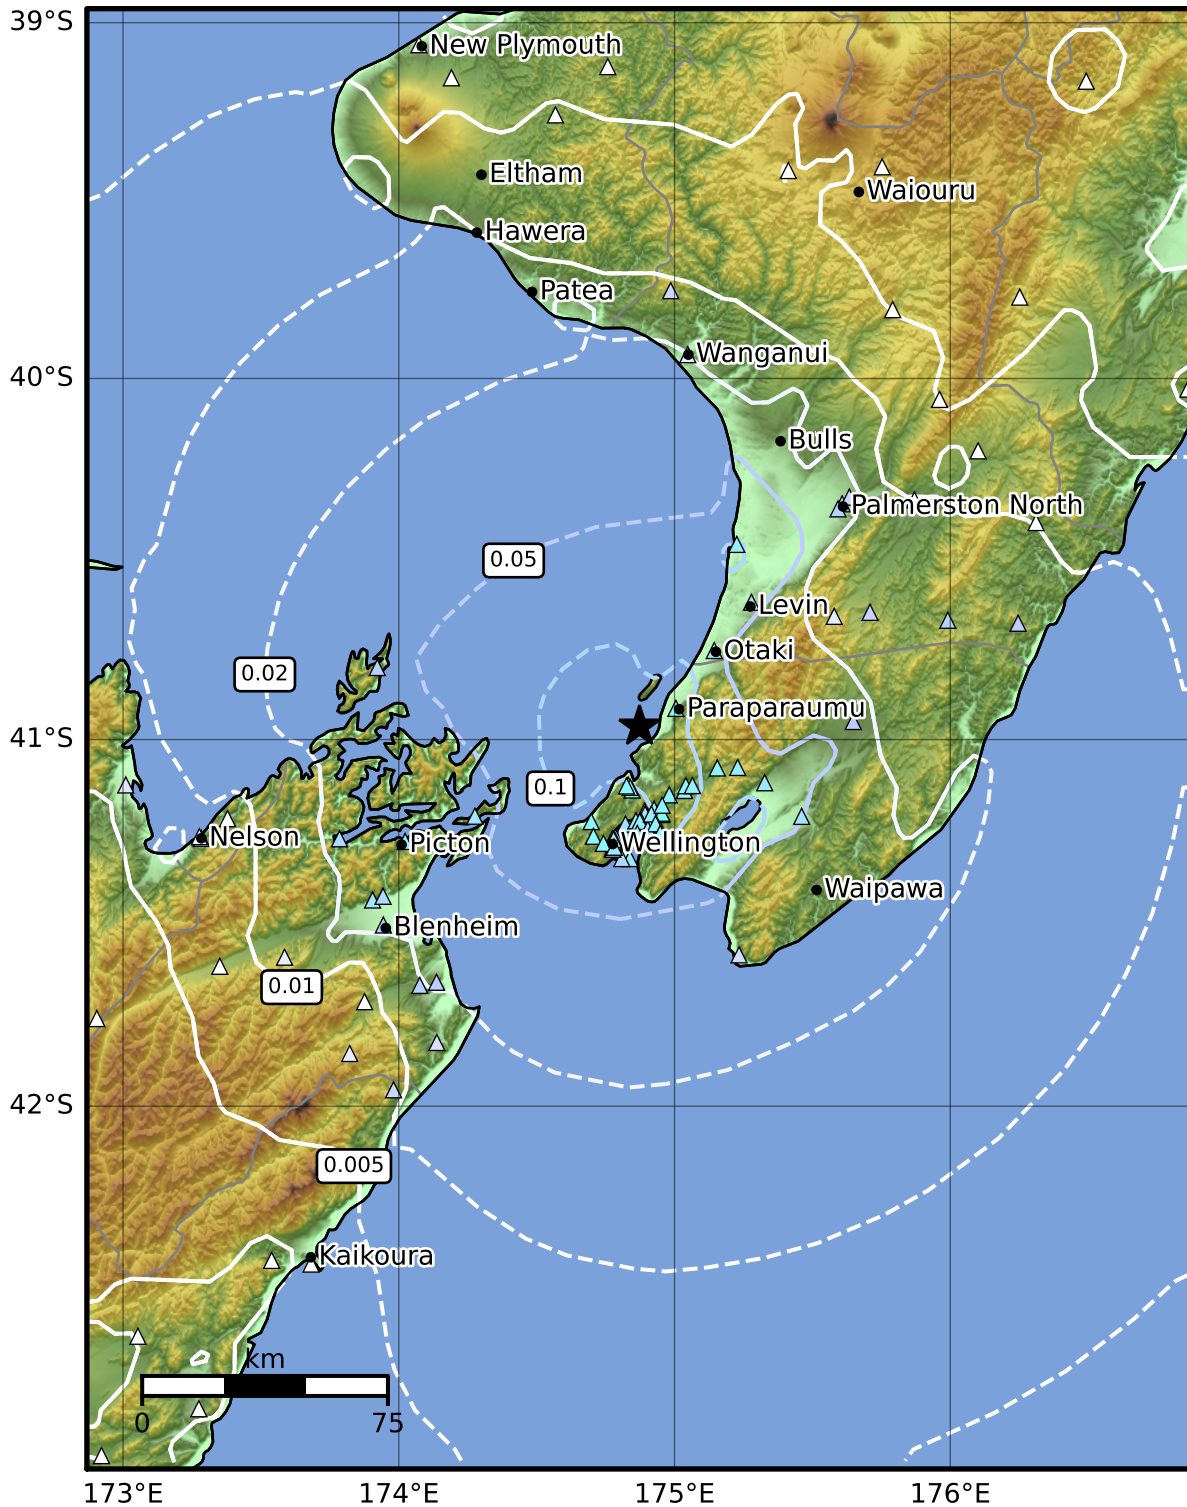 39°S
New Plymouth
Eltham
Waiouru
Hawera
Patea
Wanganui
40°S
Bulls
Palmerston North
0.05
Levin
Otaki
0.02
Paraparaumu
41°S
0.1
Nelson
Picton
Wellington
Waipawa
Blenheim
0.01
42°S
0.005
Kaikoura
km
0 75
173°E 174°E 175°E 176°E